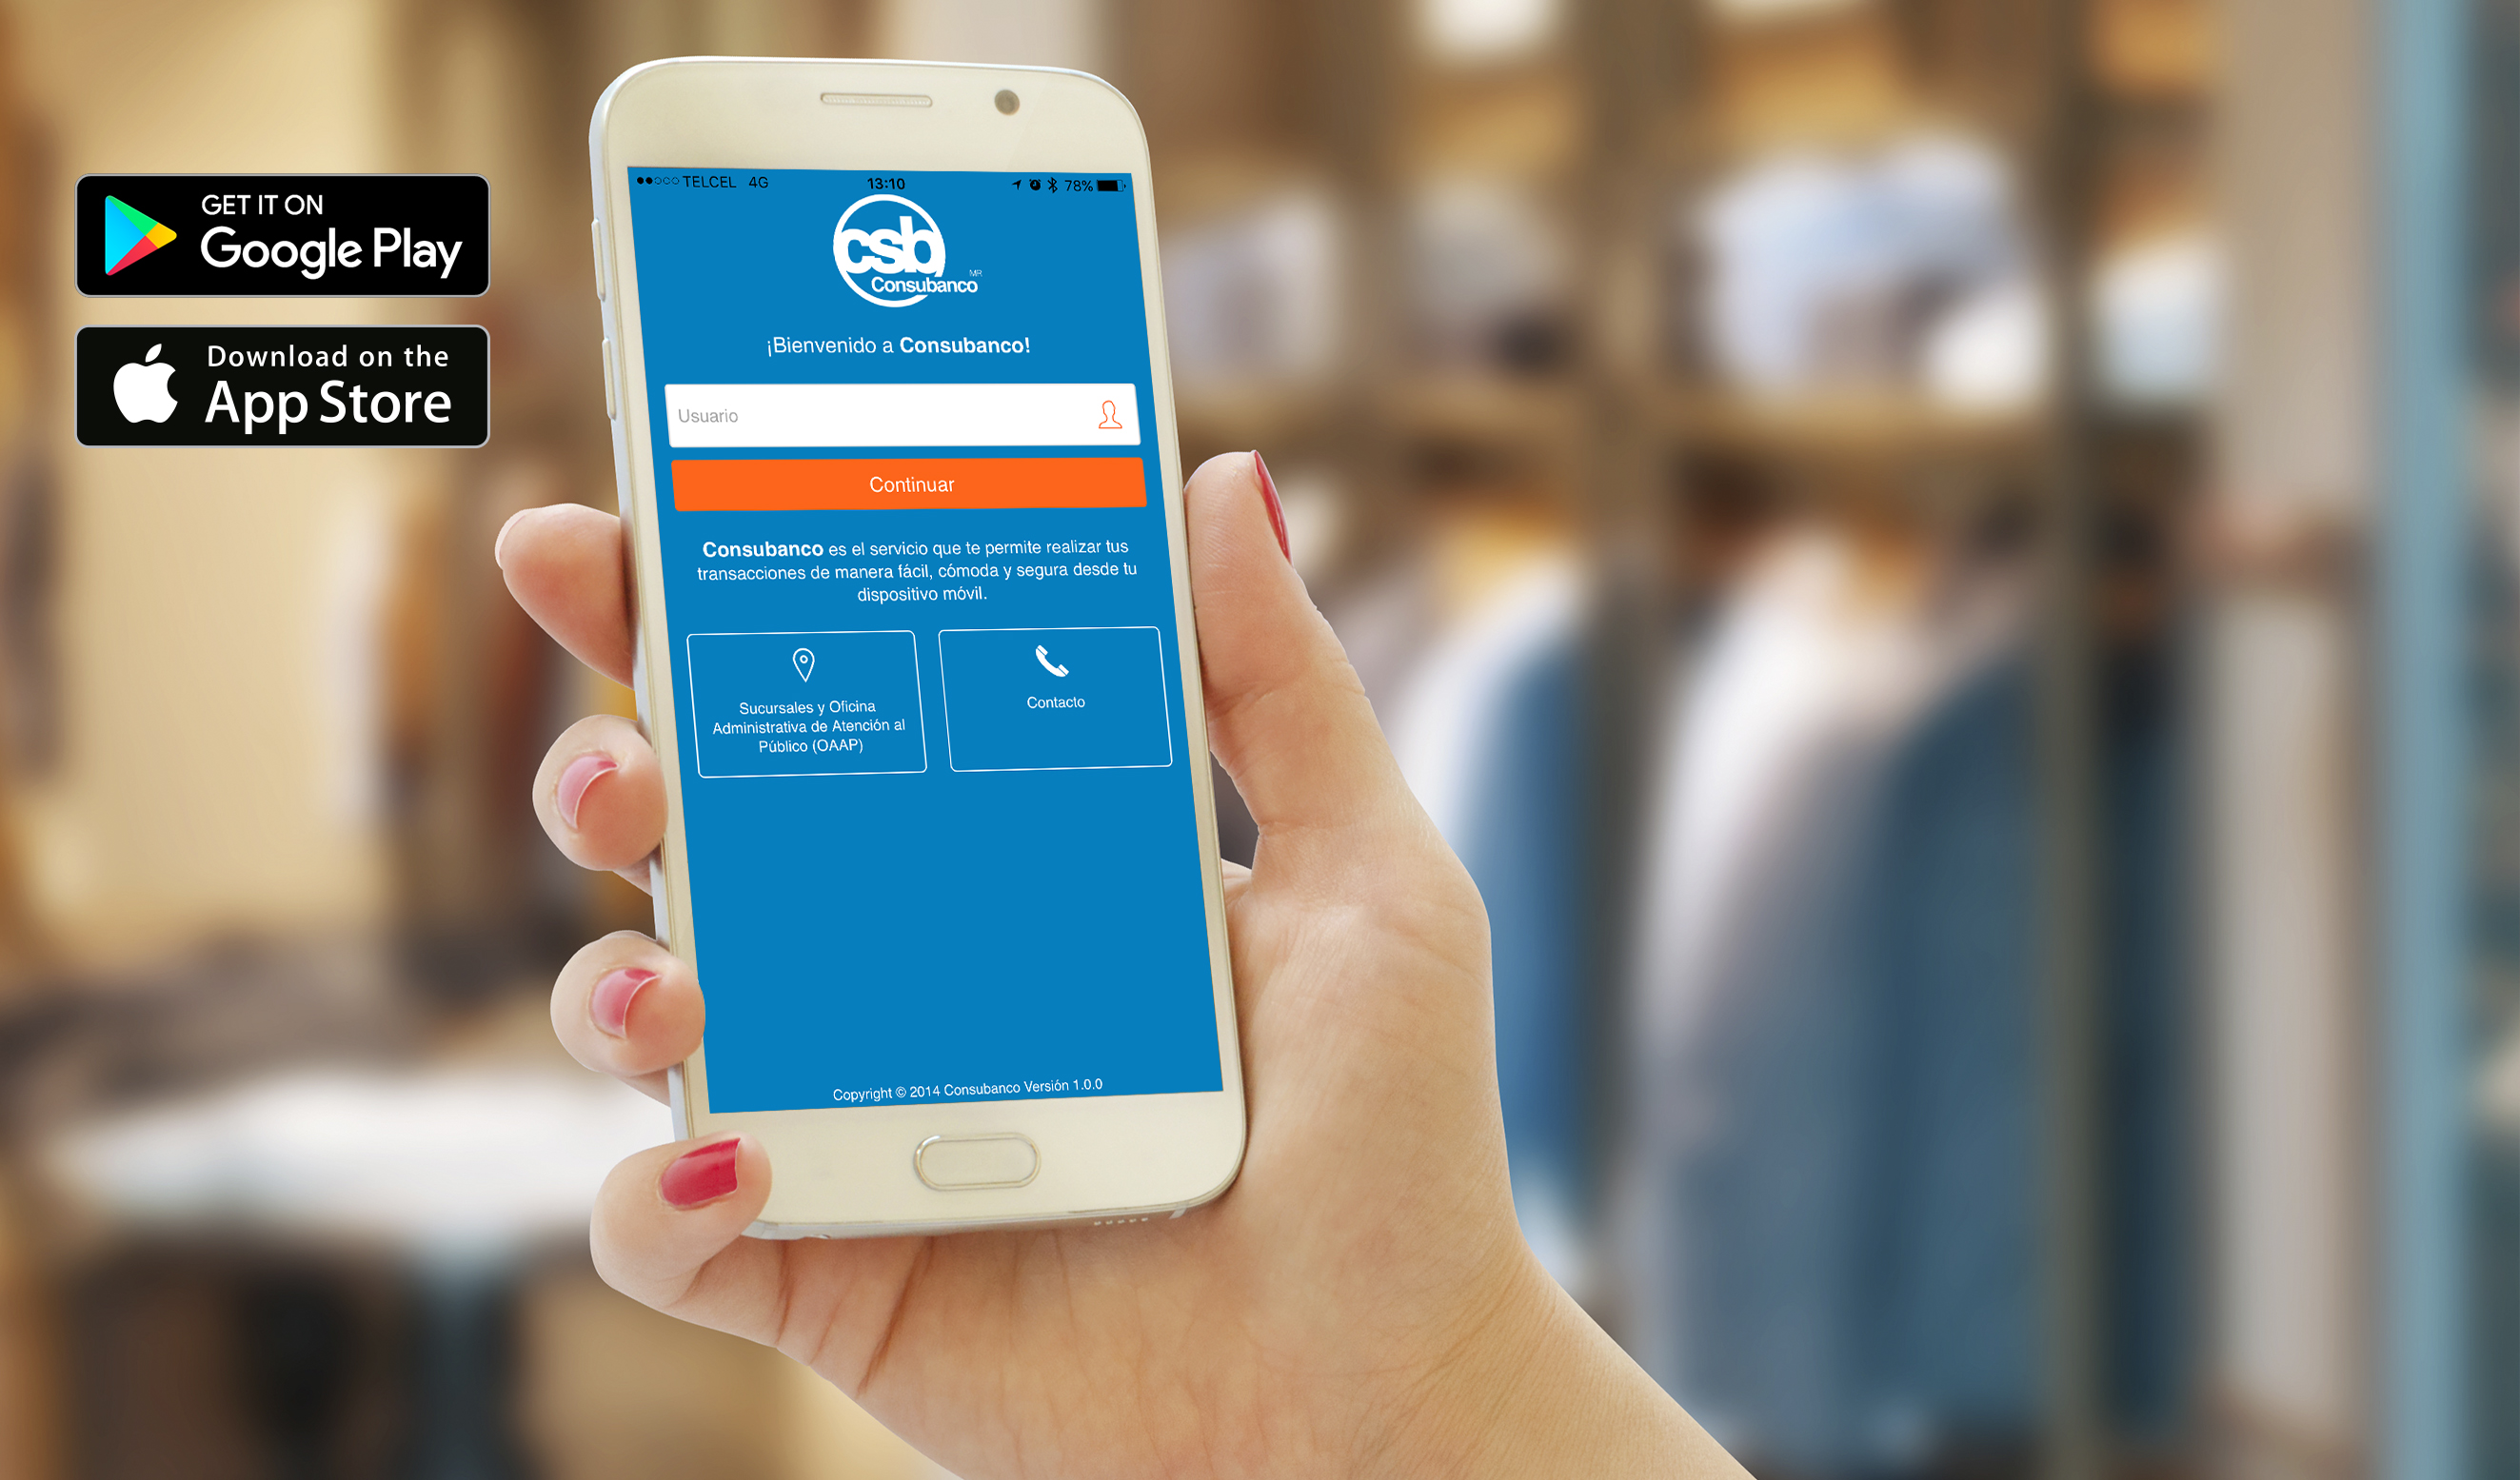 GET IT ON
Google Play
Download on the
App Store
TELCEL 4G 13:10 78%
csb
MR
Consubanco
¡Bienvenido a Consubanco!
Usuario
Continuar
Consubanco es el servicio que te permite realizar tus
transacciones de manera fácil, cómoda y segura desde tu
dispositivo móvil.
Sucursales y Oficina
Administrativa de Atención al
Público (OAAP)
Contacto
Copyright © 2014 Consubanco Versión 1.0.0